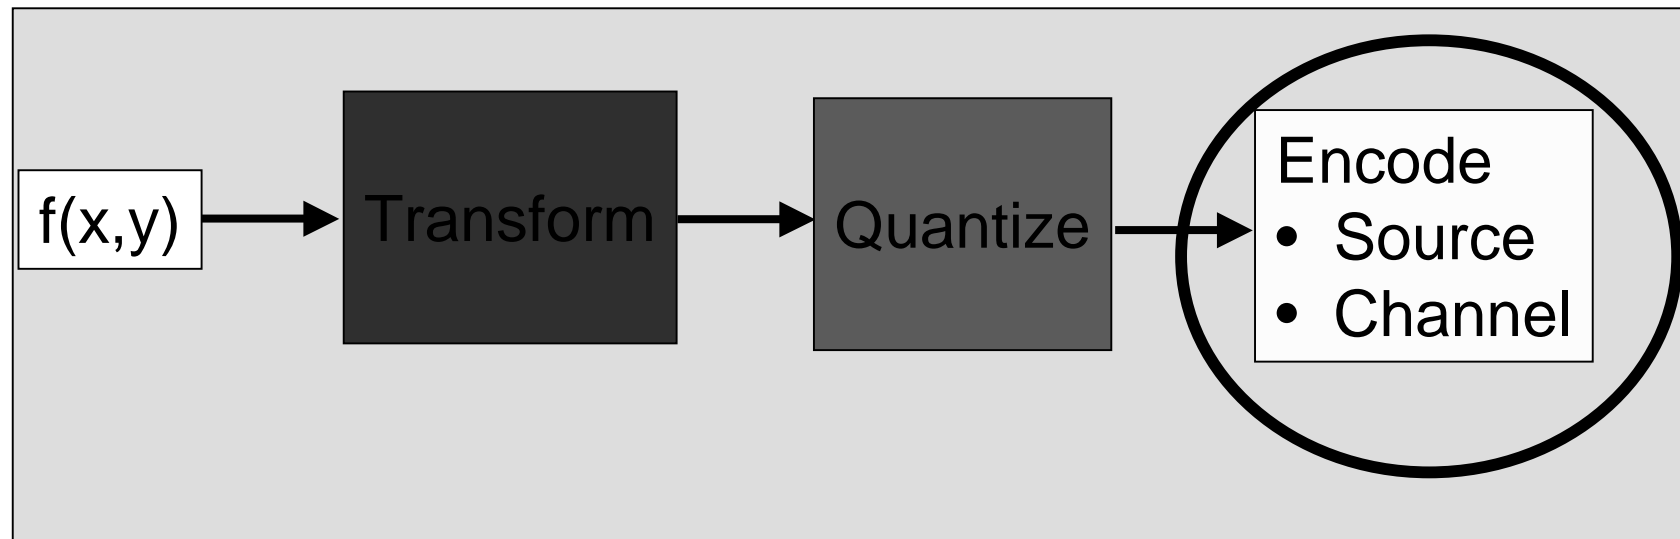 f(x,y)
Transform
Quantize
Encode
• Source
• Channel